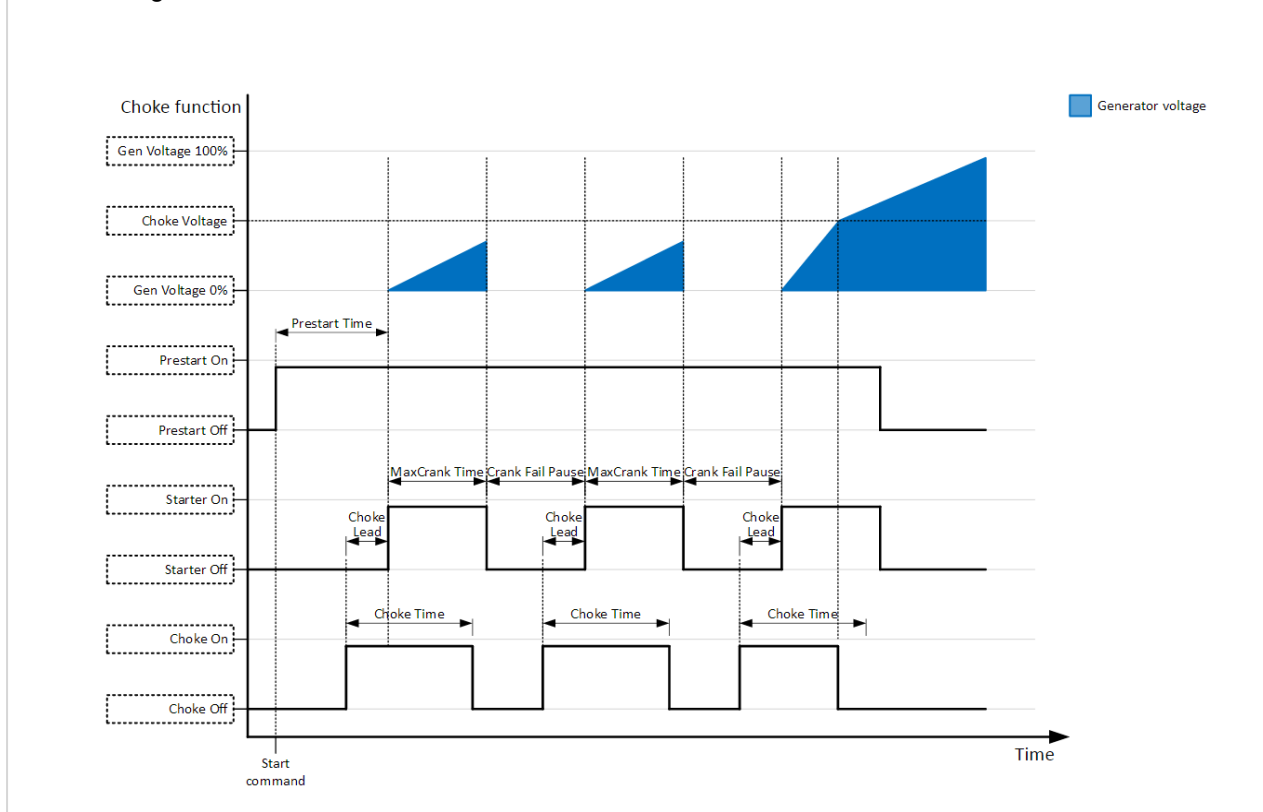 Choke function
Generator voltage
Gen Voltage 100%
Choke Voltage
Gen Voltage 0%
Prestart Time
Prestart On
Prestart Off
MaxCrank Time Crank Fail Pause MaxCrank Time Crank Fail Pause
Starter On
Choke
Lead
Choke
Lead
Choke
Lead
Starter Off
Choke Time
Choke Time
Choke Time
Choke On
Choke Off
Time
Start
command